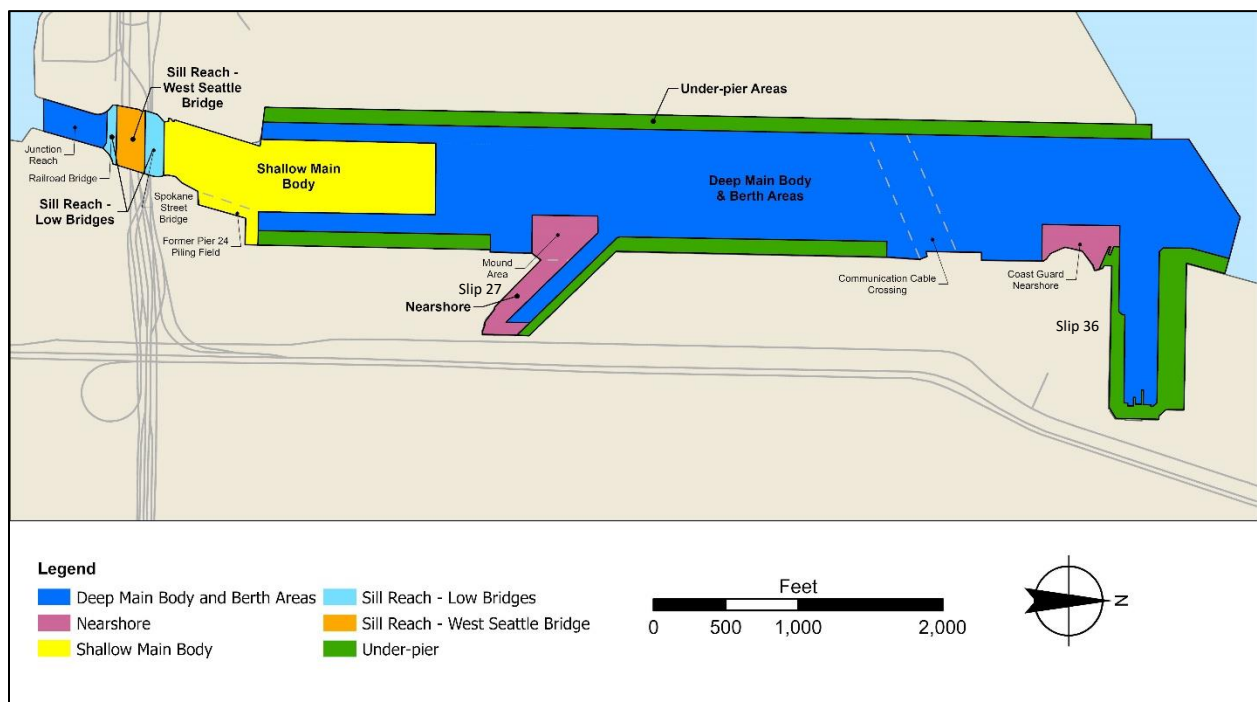 Sill Reach -
West Seattle
Bridge
Under-pier Areas
Junction
Reach
Railroad Bridge
Sill Reach -
Low Bridges
Spokane
Street
Bridge
Shallow Main
Body
Former Pier 24
Piling Field
Deep Main Body
& Berth Areas
Mound
Area
Slip 27
Nearshore
Communication Cable
Crossing
Coast Guard
Nearshore
Slip 36
Legend
Deep Main Body and Berth Areas
Nearshore
Shallow Main Body
Sill Reach - Low Bridges
Sill Reach - West Seattle Bridge
Under-pier
Feet
0 500 1,000 2,000
N